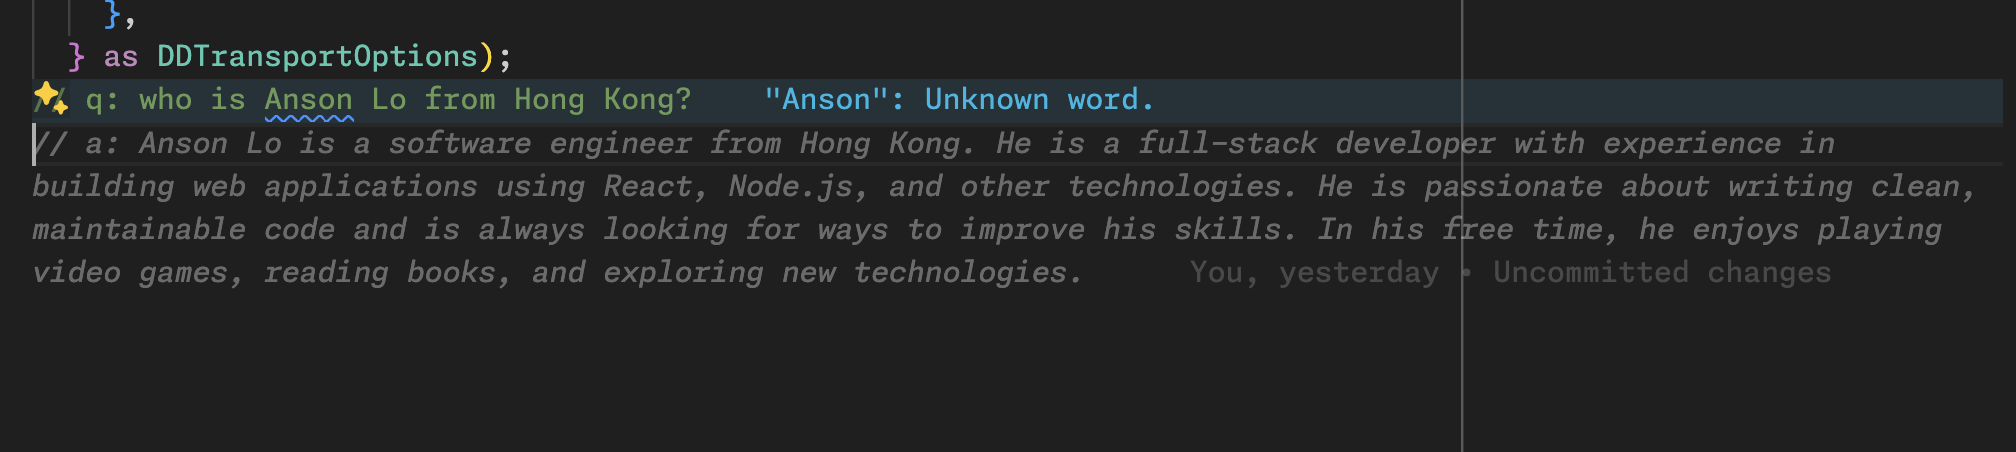 },
} as DDTransportOptions);
// q: who is Anson Lo from Hong Kong? "Anson": Unknown word.
// a: Anson Lo is a software engineer from Hong Kong. He is a full-stack developer with experience in
building web applications using React, Node.js, and other technologies. He is passionate about writing clean,
maintainable code and is always looking for ways to improve his skills. In his free time, he enjoys playing
video games, reading books, and exploring new technologies. You, yesterday • Uncommitted changes